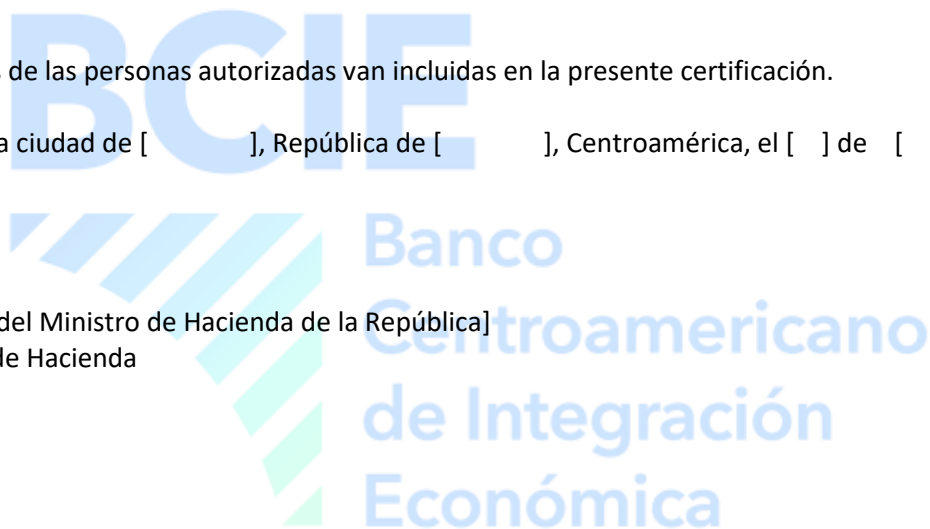 BCIE
s de las personas autorizadas van incluidas en la presente certificación.
a ciudad de [ ], República de [ ], Centroamérica, el [ ] de [
Banco
del Ministro de Hacienda de la República]
Centroamericano
de Hacienda
de Integración
Económica